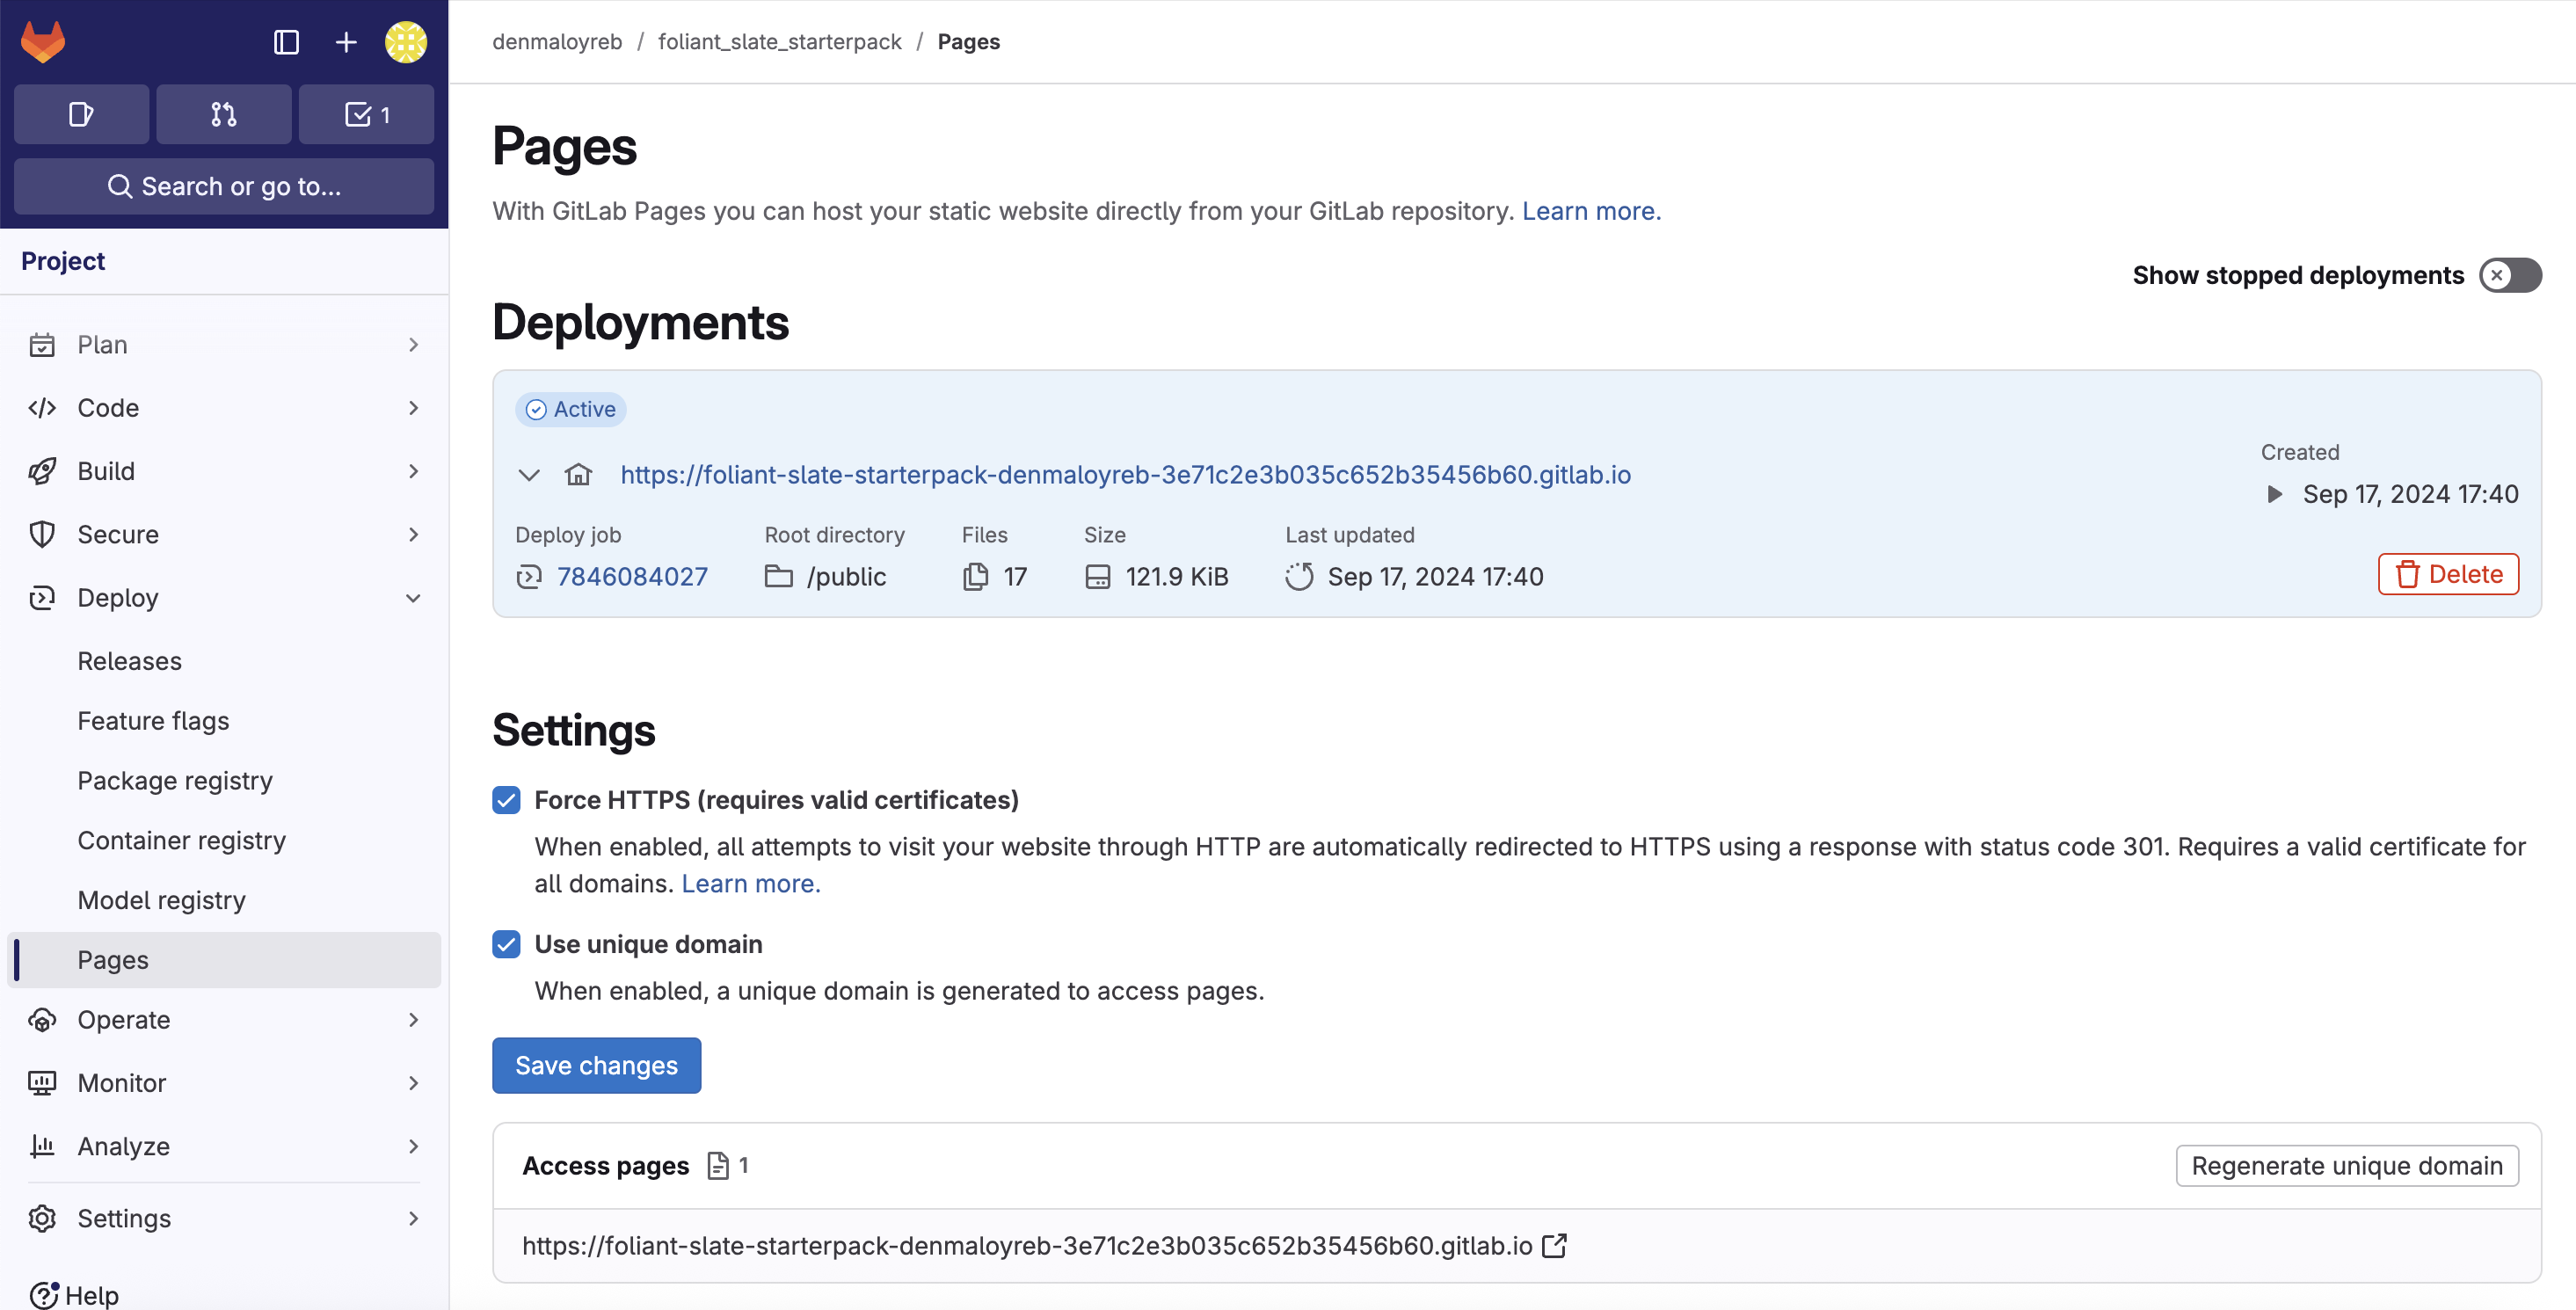 1
Search or go to...
Project
Plan
Code
Build
Secure
Deploy
Releases
Feature flags
Package registry
Container registry
Model registry
Pages
Operate
Monitor
Analyze
Settings
Help
denmaloyreb / foliant_slate_starterpack / Pages
Pages
With GitLab Pages you can host your static website directly from your GitLab repository. Learn more.
Show stopped deployments
Deployments
Active
https://foliant-slate-starterpack-denmaloyreb-3e71c2e3b035c652b35456b60.gitlab.io
Created
Sep 17, 2024 17:40
Deploy job Root directory Files Size Last updated
7846084027 /public 17 121.9 KiB Sep 17, 2024 17:40
Delete
Settings
Force HTTPS (requires valid certificates)
When enabled, all attempts to visit your website through HTTP are automatically redirected to HTTPS using a response with status code 301. Requires a valid certificate for
all domains. Learn more.
Use unique domain
When enabled, a unique domain is generated to access pages.
Save changes
Access pages 1
Regenerate unique domain
https://foliant-slate-starterpack-denmaloyreb-3e71c2e3b035c652b35456b60.gitlab.io